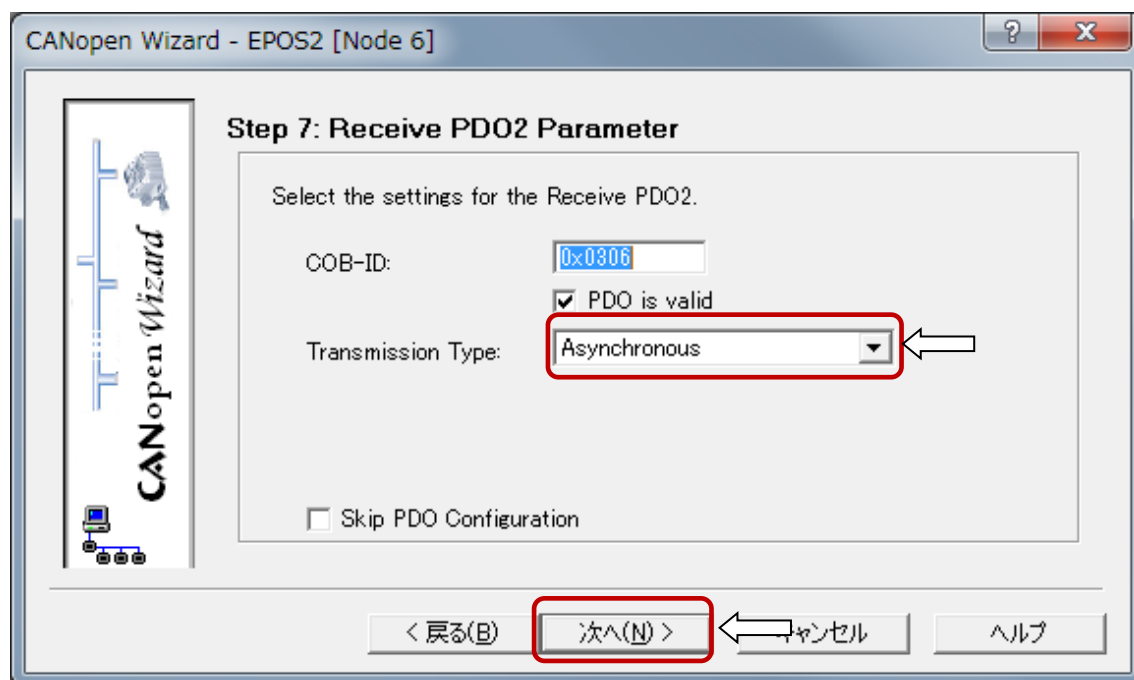 CANopen Wizard - EPOS2 [Node 6]
?
X
CANopen Wizard
Step 7: Receive PDO2 Parameter
Select the settings for the Receive PDO2.
COB-ID:
0x0306
PDO is valid
Transmission Type:
Asynchronous
Skip PDO Configuration
< 戻る(B)
次へ(N) >
キャンセル
ヘルプ